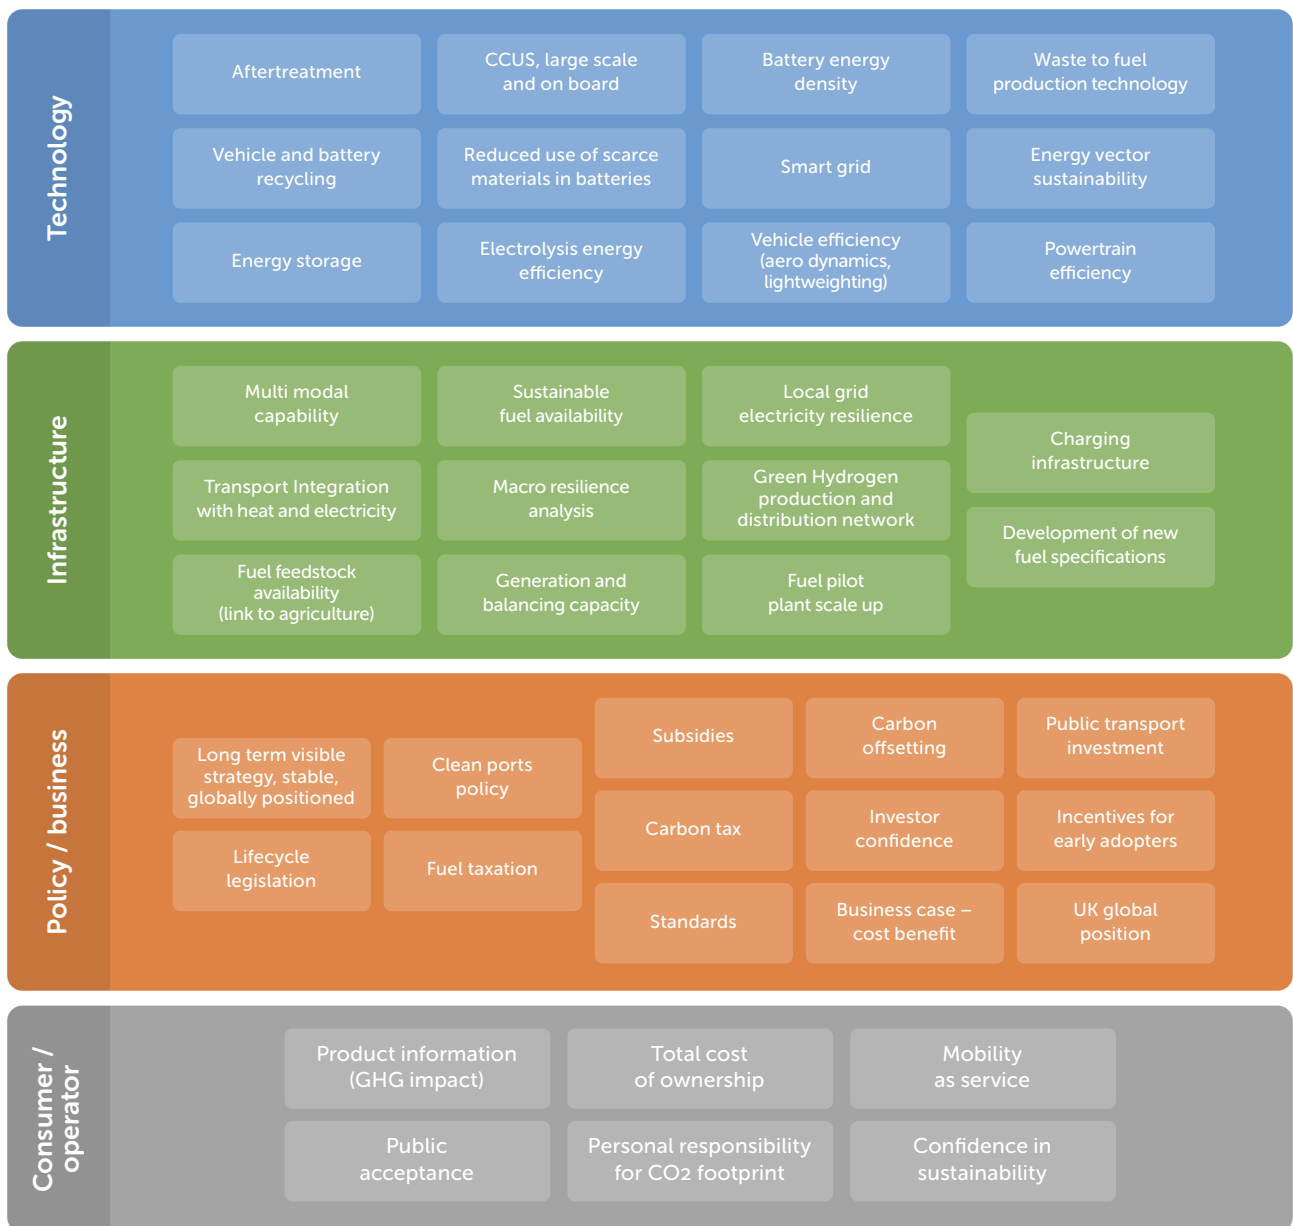 Technology
Aftertreatment
CCUS, large scale
and on board
Battery energy
density
Waste to fuel
production technology
Vehicle and battery
recycling
Reduced use of scarce
materials in batteries
Smart grid
Energy vector
sustainability
Energy storage
Electrolysis energy
efficiency
Vehicle efficiency
(aero dynamics,
lightweighting)
Powertrain
efficiency
Infrastructure
Multi modal
capability
Sustainable
fuel availability
Local grid
electricity resilience
Charging
infrastructure
Transport Integration
with heat and electricity
Macro resilience
analysis
Green Hydrogen
production and
distribution network
Development of new
fuel specifications
Fuel feedstock
availability
(link to agriculture)
Generation and
balancing capacity
Fuel pilot
plant scale up
Policy / business
Long term visible
strategy, stable,
globally positioned
Clean ports
policy
Lifecycle
legislation
Fuel taxation
Subsidies
Carbon
offsetting
Public transport
investment
Carbon tax
Investor
confidence
Incentives for
early adopters
Standards
Business case –
cost benefit
UK global
position
Consumer /
operator
Product information
(GHG impact)
Total cost
of ownership
Mobility
as service
Public
acceptance
Personal responsibility
for CO2 footprint
Confidence in
sustainability